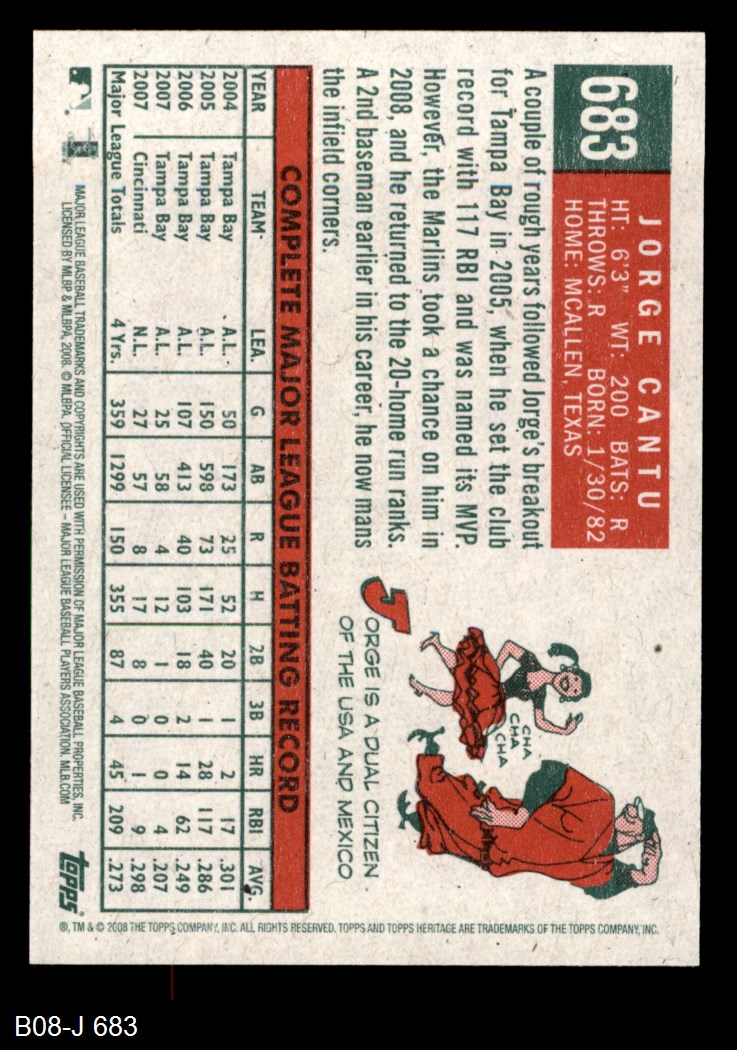 683
JORGE CANTU
HT: 6'3" WT: 200 BATS: R
THROWS: R BORN: 1/30/82
HOME: MCALLEN, TEXAS
A couple of rough years followed Jorge's breakout
for Tampa Bay in 2005, when he set the club
record with 117 RBI and was named its MVP.
However, the Marlins took a chance on him in
2008, and he returned to the 20-home run ranks.
A 2nd baseman earlier in his career, he now mans
the infield corners.
CHA
CHA
CHA
JORGE IS A DUAL CITIZEN
OF THE USA AND MEXICO
COMPLETE MAJOR LEAGUE BATTING RECORD
YEAR TEAM LEA. G AB R H 2B 3B HR RBI AVG.
2004 Tampa Bay A.L. 50 173 25 52 20 1 2 17 .301
2005 Tampa Bay A.L. 150 598 73 171 40 1 28 117 .286
2006 Tampa Bay A.L. 107 413 40 103 18 2 14 62 .249
2007 Tampa Bay A.L. 25 58 4 12 1 0 0 4 .207
2007 Cincinnati N.L. 27 57 8 17 8 0 1 9 .298
Major League Totals 4 Yrs. 359 1299 150 355 87 4 45 209 .273
MAJOR LEAGUE BASEBALL TRADEMARKS AND COPYRIGHTS ARE USED WITH PERMISSION OF MAJOR LEAGUE BASEBALL PROPERTIES, INC.
LICENSED BY MLBP & MLBPA, 2008. © MLBPA, OFFICIAL LICENSEE – MAJOR LEAGUE BASEBALL PLAYERS ASSOCIATION. MLB.COM
topps
®, TM & © 2008 THE TOPPS COMPANY, INC. ALL RIGHTS RESERVED. TOPPS AND TOPPS HERITAGE ARE TRADEMARKS OF THE TOPPS COMPANY, INC.
B08-J 683